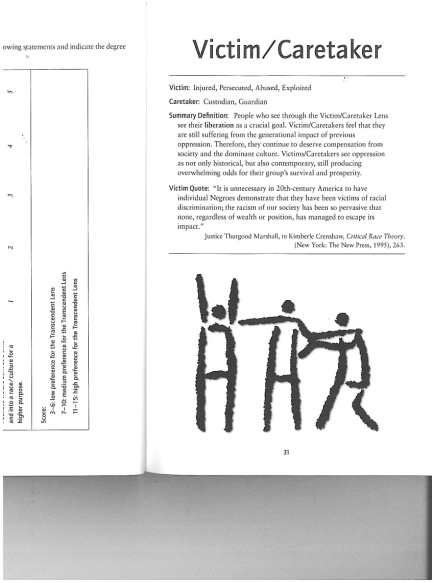 owing statements and indicate the degree
5
4
3
2
1
and into a race/culture for a
higher purpose.
Score:
3–6: low preference for the Transcendent Lens
7–10: medium preference for the Transcendent Lens
11–15: high preference for the Transcendent Lens
Victim/Caretaker
Victim: Injured, Persecuted, Abused, Exploited
Caretaker: Custodian, Guardian
Summary Definition: People who see through the Victim/Caretaker Lens
see their liberation as a crucial goal. Victim/Caretakers feel that they
are still suffering from the generational impact of previous
oppression. Therefore, they continue to deserve compensation from
society and the dominant culture. Victims/Caretakers see oppression
as not only historical, but also contemporary, still producing
overwhelming odds for their group's survival and prosperity.
Victim Quote: "It is unnecessary in 20th-century America to have
individual Negroes demonstrate that they have been victims of racial
discrimination; the racism of our society has been so pervasive that
none, regardless of wealth or position, has managed to escape its
impact."
Justice Thurgood Marshall, in Kimberle Crenshaw, Critical Race Theory.
(New York: The New Press, 1995), 263.
31